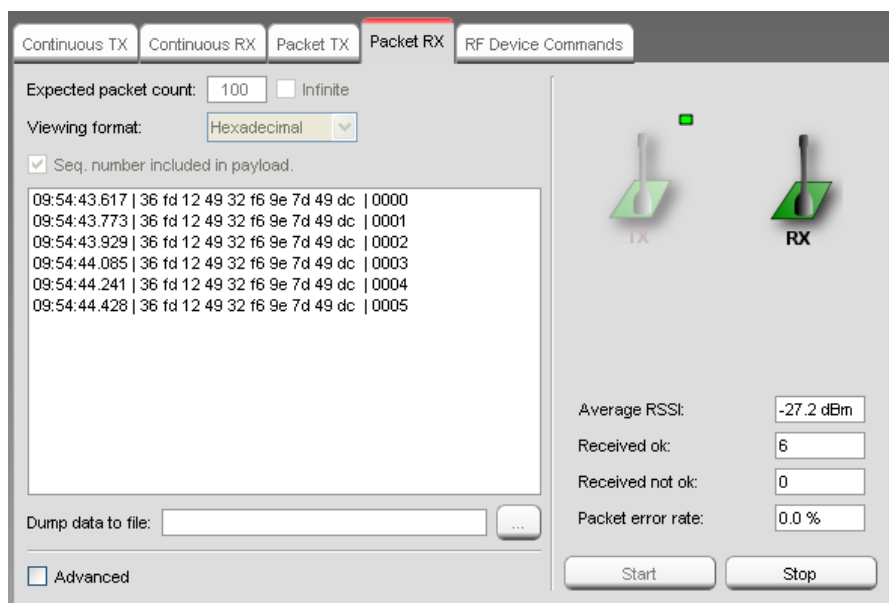 Continuous TX Continuous RX Packet TX Packet RX RF Device Commands
Expected packet count: 100 Infinite
Viewing format: Hexadecimal
Seq. number included in payload.
09:54:43.617 | 36 fd 12 49 32 f6 9e 7d 49 dc | 0000
09:54:43.773 | 36 fd 12 49 32 f6 9e 7d 49 dc | 0001
09:54:43.929 | 36 fd 12 49 32 f6 9e 7d 49 dc | 0002
09:54:44.085 | 36 fd 12 49 32 f6 9e 7d 49 dc | 0003
09:54:44.241 | 36 fd 12 49 32 f6 9e 7d 49 dc | 0004
09:54:44.428 | 36 fd 12 49 32 f6 9e 7d 49 dc | 0005
Dump data to file: ...
Advanced
TX RX
Average RSSI: -27.2 dBm
Received ok: 6
Received not ok: 0
Packet error rate: 0.0 %
Start Stop